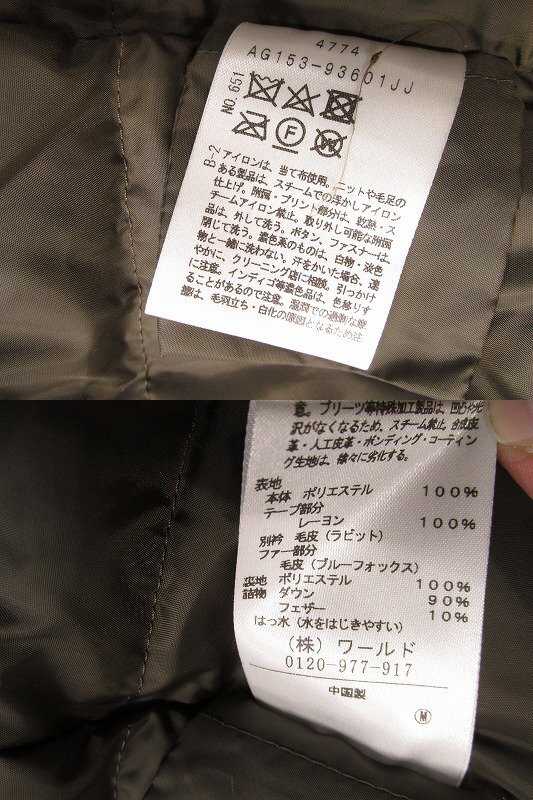 4774
AG153-93601JJ
NO. 651
F
W
B-2
アイロンは、当て布使用。ニットや毛足の
ある製品は、スチームでの浮かしアイロン
仕上げ。附属・プリント部分は、乾熱・ス
チームアイロン禁止。取り外し可能な附属
品は、外して洗う。ボタン、ファスナーは
閉じて洗う。濃色系のものは、白物・淡色
物と一緒に洗わない。汗をかいた場合、速
やかに、クリーニング店に相談。引っかけ
に注意。インディゴ等濃色品は、色移りす
ることがあるので注意。湿潤での過剰な摩
擦は、毛羽立ち・白化の原因となるため注
意。プリーツ等特殊加工製品は、凹凸や光
沢がなくなるため、スチーム禁止。合成皮
革・人工皮革・ボンディング・コーティン
グ生地は、徐々に劣化する。
表地
本体 ポリエステル 100%
テープ部分
レーヨン 100%
別衿 毛皮（ラビット）
ファー部分
毛皮（ブルーフォックス）
裏地 ポリエステル 100%
詰物 ダウン 90%
フェザー 10%
はっ水（水をはじきやすい）
（株）ワールド
0120-977-917
中国製
M